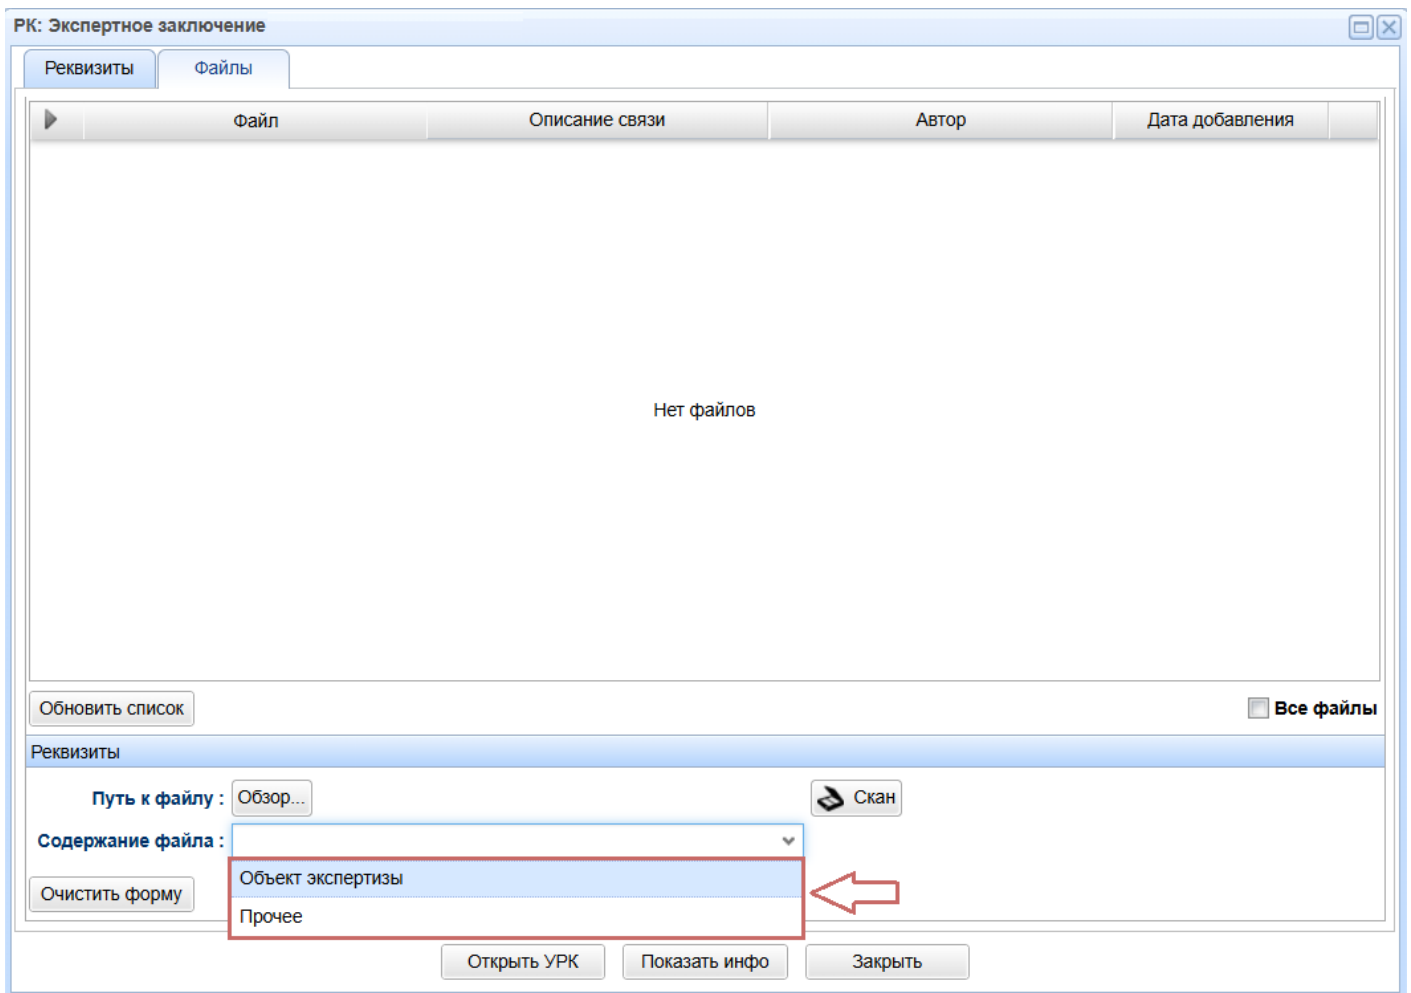 РК: Экспертное заключение
Реквизиты Файлы
Файл Описание связи Автор Дата добавления
Нет файлов
Обновить список Все файлы
Реквизиты
Путь к файлу : Обзор... Скан
Содержание файла :
Объект экспертизы
Очистить форму
Прочее
Открыть УРК Показать инфо Закрыть